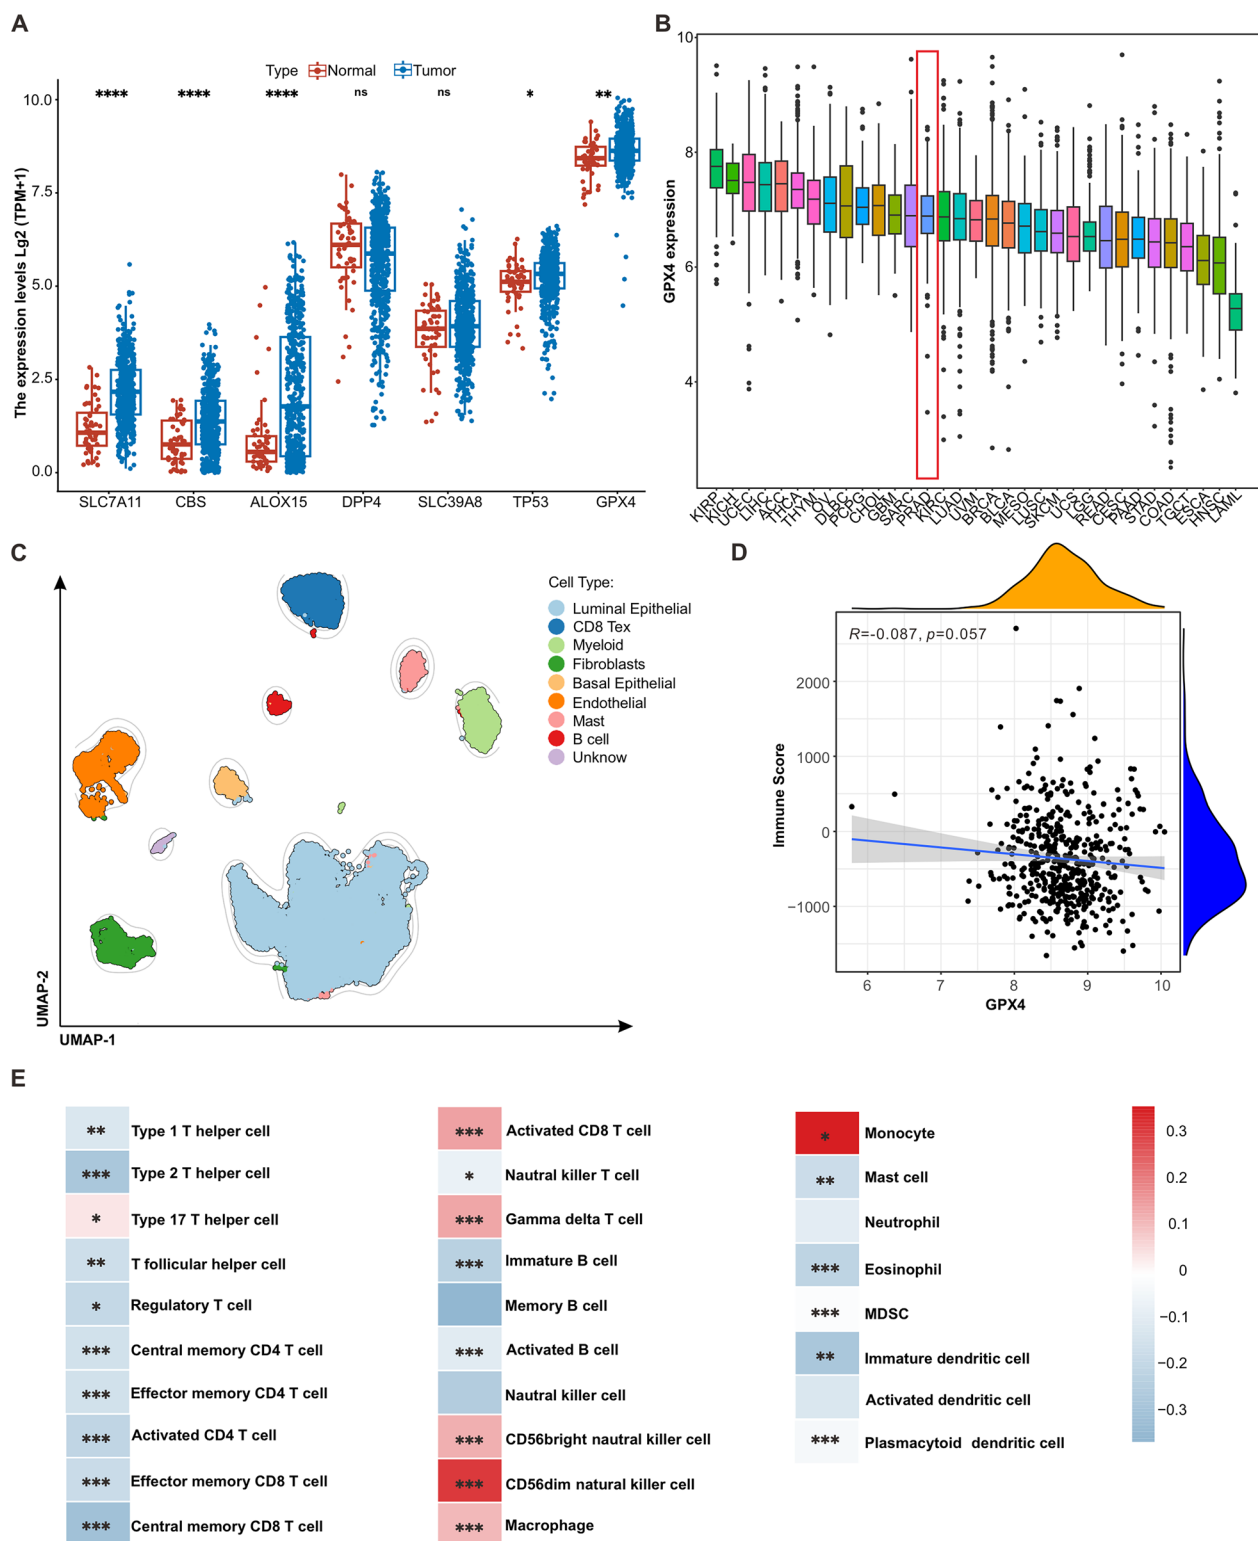 A
Type Normal Tumor
**** **** **** ns ns * **
The expression levels Lg2 (TPM+1)
10.0
7.5
5.0
2.5
0.0
SLC7A11 CBS ALOX15 DPP4 SLC39A8 TP53 GPX4
B
GPX4 expression
10
8
6
4
KIRP KICH UCEC LIHC ACC THCA THYM OV DLBC PCPG CHOL GBM SARC PRAD KIRC LUAD UVM BRCA BLCA MESO LUSC SKCM UCS LGG READ CESC PAAD STAD COAD TGCT ESCA HNSC LAML
C
Cell Type:
Luminal Epithelial
CD8 Tex
Myeloid
Fibroblasts
Basal Epithelial
Endothelial
Mast
B cell
Unknow
UMAP-2
UMAP-1
D
R=-0.087, p=0.057
Immune Score
2000
1000
0
−1000
6 7 8 9 10
GPX4
E
** Type 1 T helper cell
*** Type 2 T helper cell
* Type 17 T helper cell
** T follicular helper cell
* Regulatory T cell
*** Central memory CD4 T cell
*** Effector memory CD4 T cell
*** Activated CD4 T cell
*** Effector memory CD8 T cell
*** Central memory CD8 T cell
*** Activated CD8 T cell
* Nautral killer T cell
*** Gamma delta T cell
*** Immature B cell
Memory B cell
*** Activated B cell
Nautral killer cell
*** CD56bright nautral killer cell
*** CD56dim natural killer cell
*** Macrophage
* Monocyte
** Mast cell
Neutrophil
*** Eosinophil
*** MDSC
** Immature dendritic cell
Activated dendritic cell
*** Plasmacytoid dendritic cell
0.3
0.2
0.1
0
−0.1
−0.2
−0.3